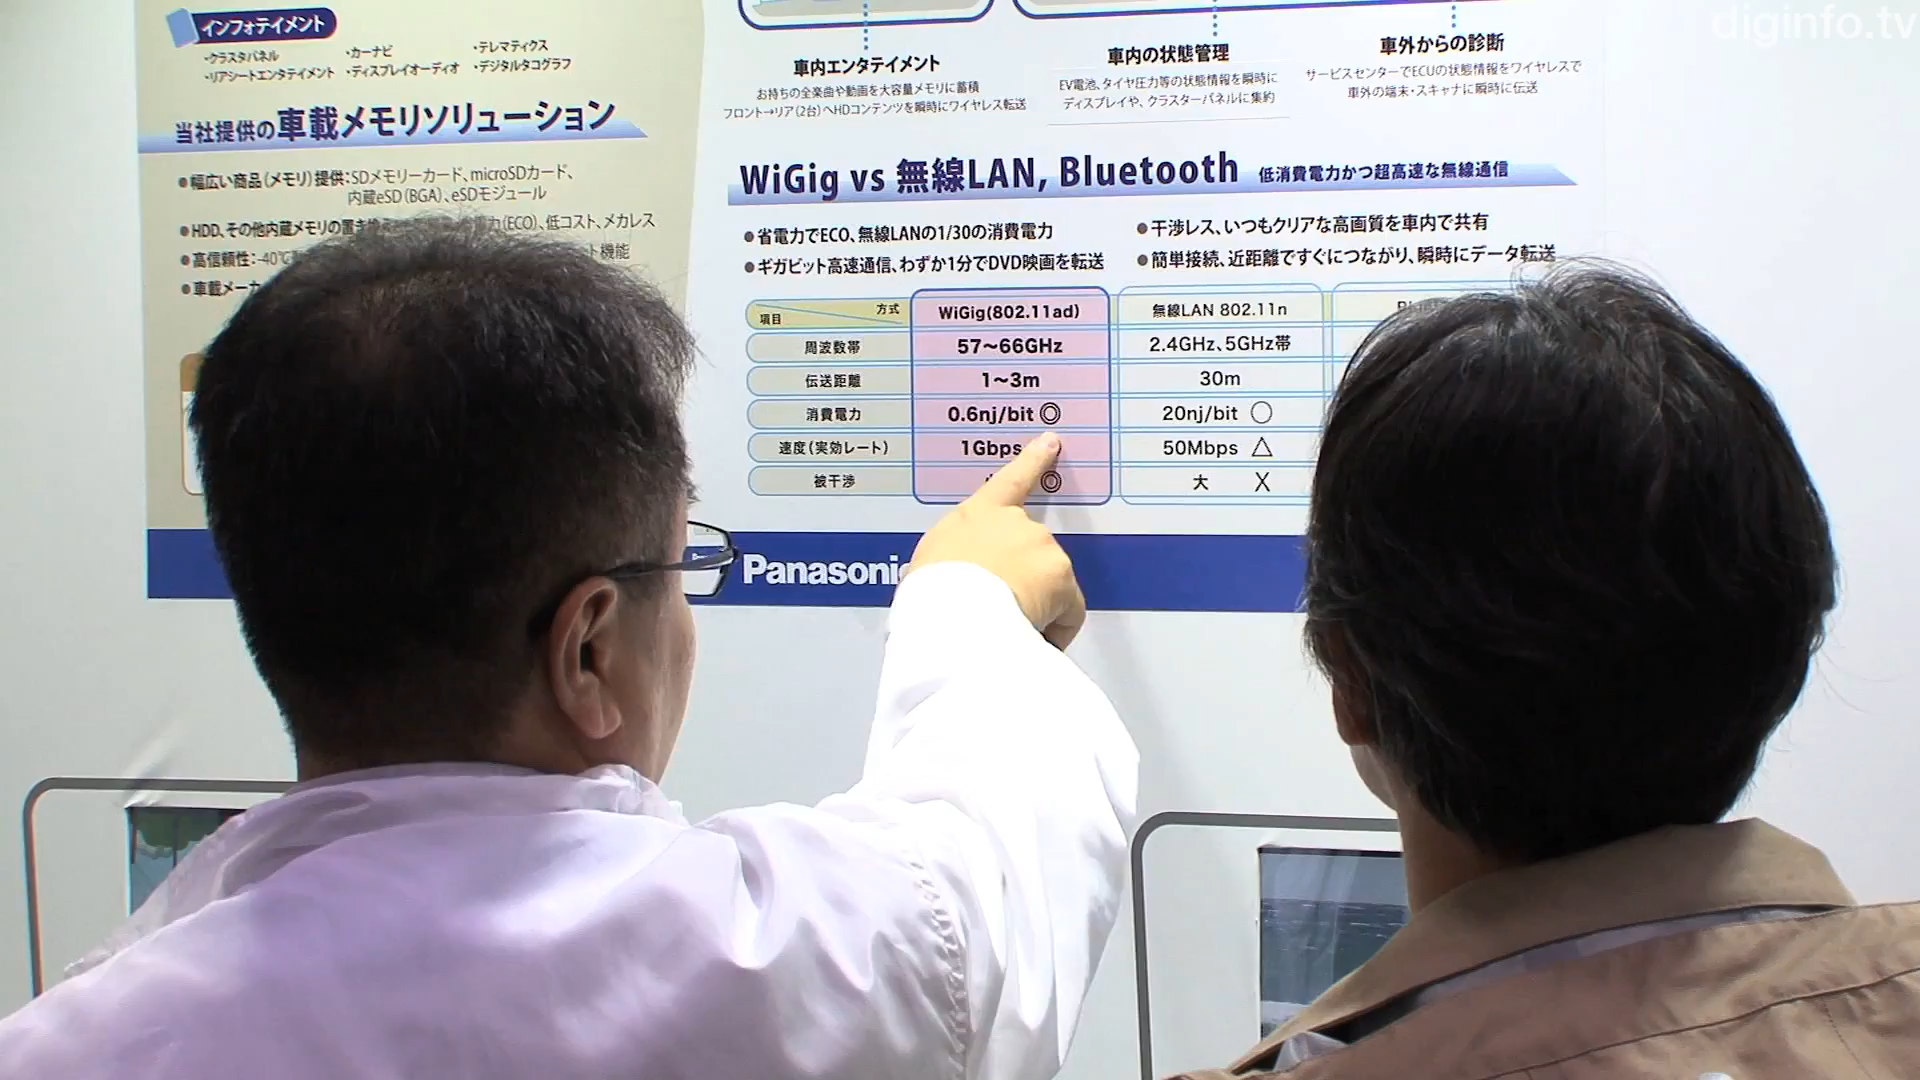 diginfo.tv
インフォテイメント
・クラスタパネル ・カーナビ ・テレマティクス
・リアシートエンタテイメント ・ディスプレイオーディオ ・デジタルタコグラフ
当社提供の車載メモリソリューション
●幅広い商品(メモリ)提供:SDメモリーカード、microSDカード、
内蔵eSD(BGA)、eSDモジュール
●HDD、その他内蔵メモリの置き (ECO)、低コスト、メカレス
●高信頼性:-40℃ 機能
●車載メーカ
車内エンタテイメント
お持ちの全楽曲や動画を大容量メモリに蓄積
フロント→リア(2台)へHDコンテンツを瞬時にワイヤレス転送
車内の状態管理
EV電池、タイヤ圧力等の状態情報を瞬時に
ディスプレイや、クラスターパネルに集約
車外からの診断
サービスセンターでECUの状態情報をワイヤレスで
車外の端末・スキャナに瞬時に伝送
WiGig vs 無線LAN, Bluetooth 低消費電力かつ超高速な無線通信
●省電力でECO、無線LANの1/30の消費電力
●ギガビット高速通信、わずか1分でDVD映画を転送
●干渉レス、いつもクリアな高画質を車内で共有
●簡単接続、近距離ですぐにつながり、瞬時にデータ転送
項目 方式 WiGig(802.11ad) 無線LAN 802.11n
周波数帯 57〜66GHz 2.4GHz、5GHz帯
伝送距離 1〜3m 30m
消費電力 0.6nj/bit ◎ 20nj/bit ○
速度(実効レート) 1Gbps 50Mbps △
被干渉 ◎ 大 X
Panasonic